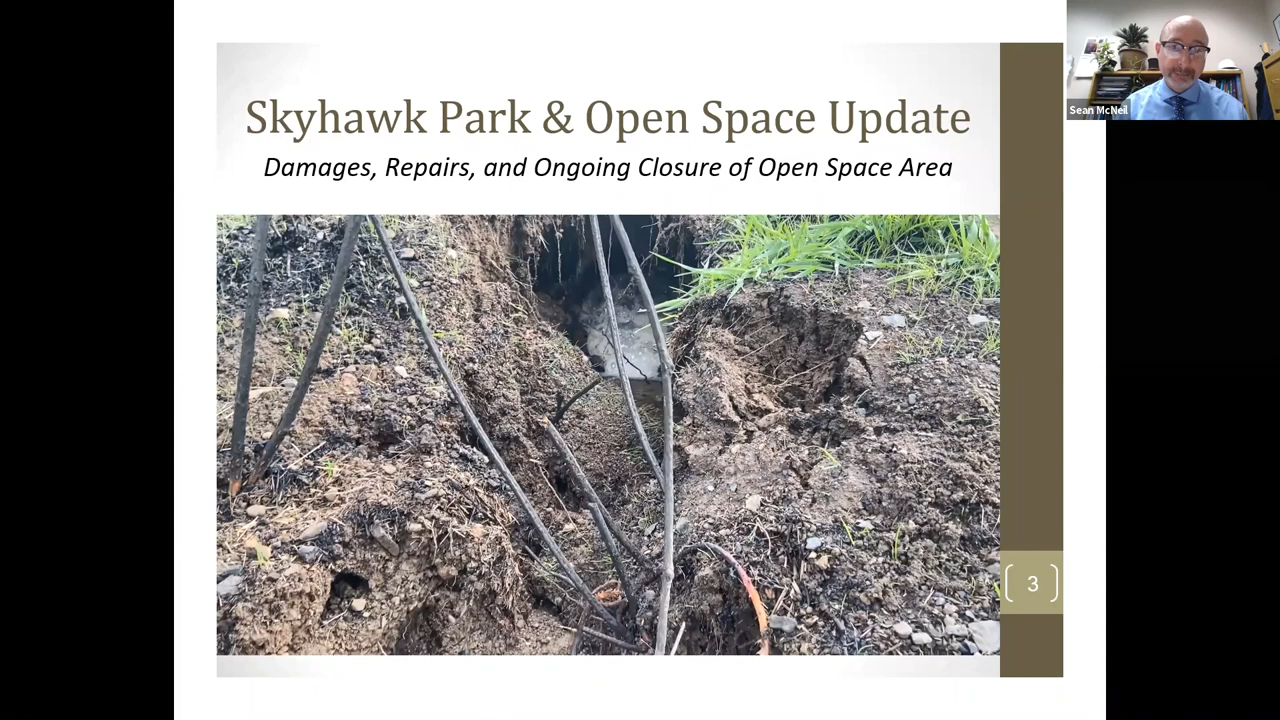 Skyhawk Park & Open Space Update
Damages, Repairs, and Ongoing Closure of Open Space Area
3
Sean McNeil